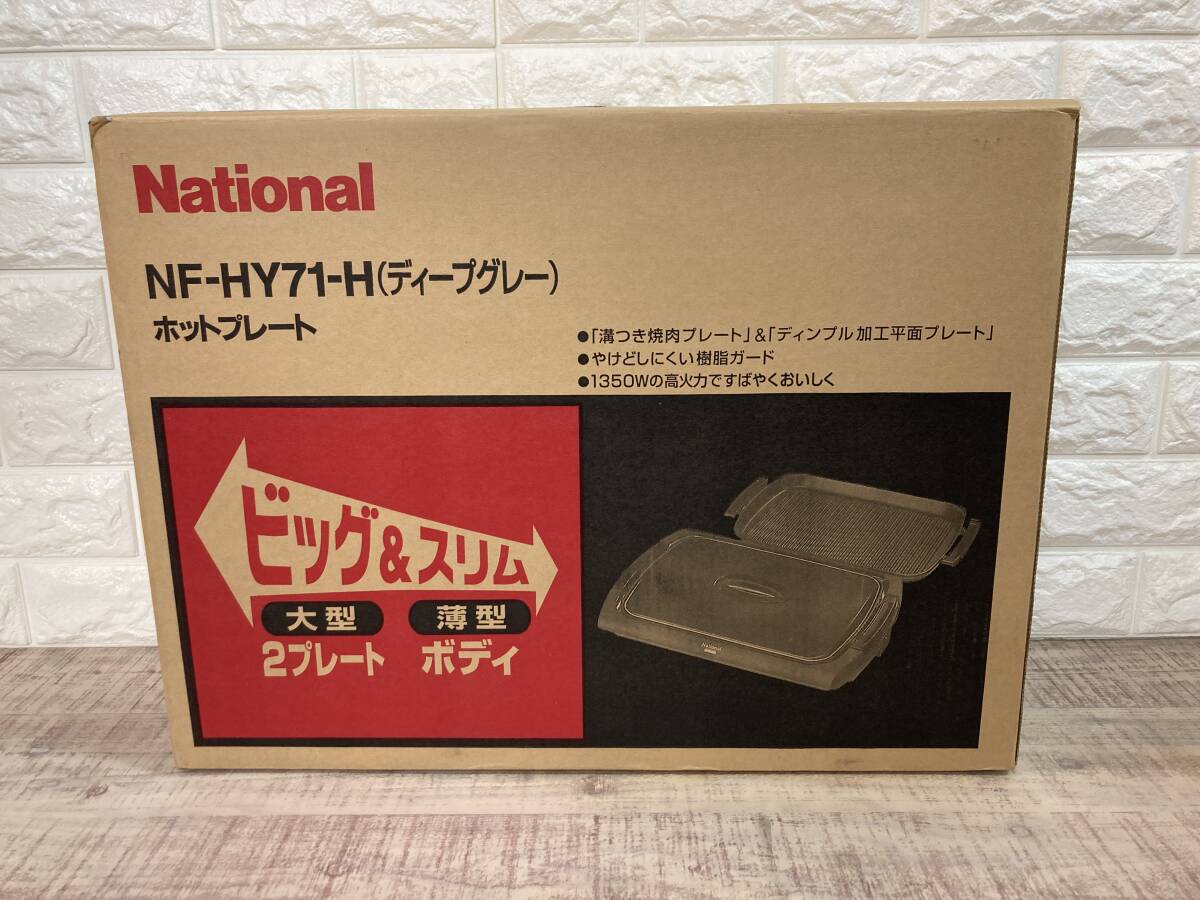 National
NF-HY71-H(ディープグレー)
ホットプレート
●「溝つき焼肉プレート」&「ディンプル加工平面プレート」
●やけどしにくい樹脂ガード
●1350Wの高火力ですばやくおいしく
ビッグ&スリム
大型 薄型
2プレート ボディ
National